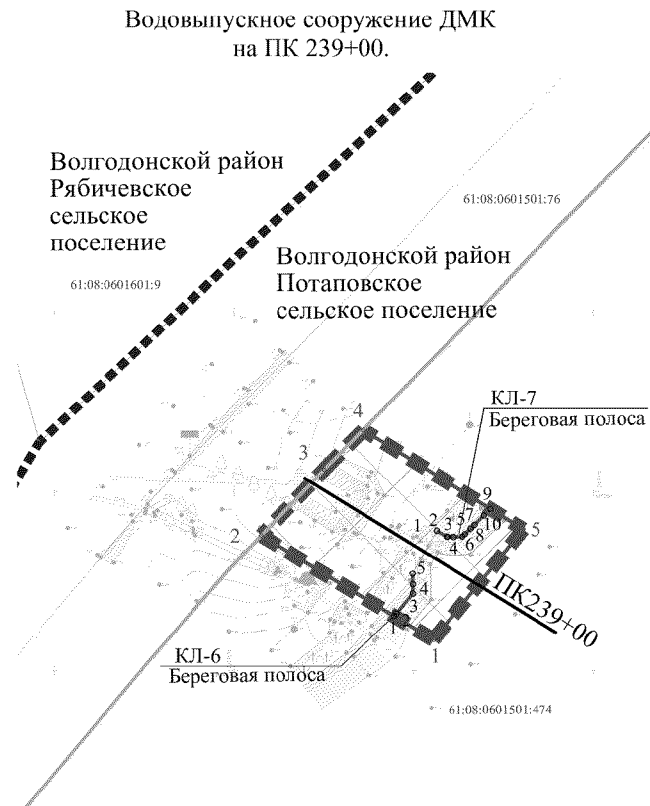 Водовыпускное сооружение ДМК
на ПК 239+00.
Волгодонской район
Рябичевское
сельское
поселение
61:08:0601601:9
61:08:0601501:76
Волгодонской район
Потаповское
сельское поселение
КЛ-7
Береговая полоса
4
3
2
9
1 2 3 5 7 10
4 6 8
5
5
4
3
1
1
ПК239+00
КЛ-6
Береговая полоса
61:08:0601501:474